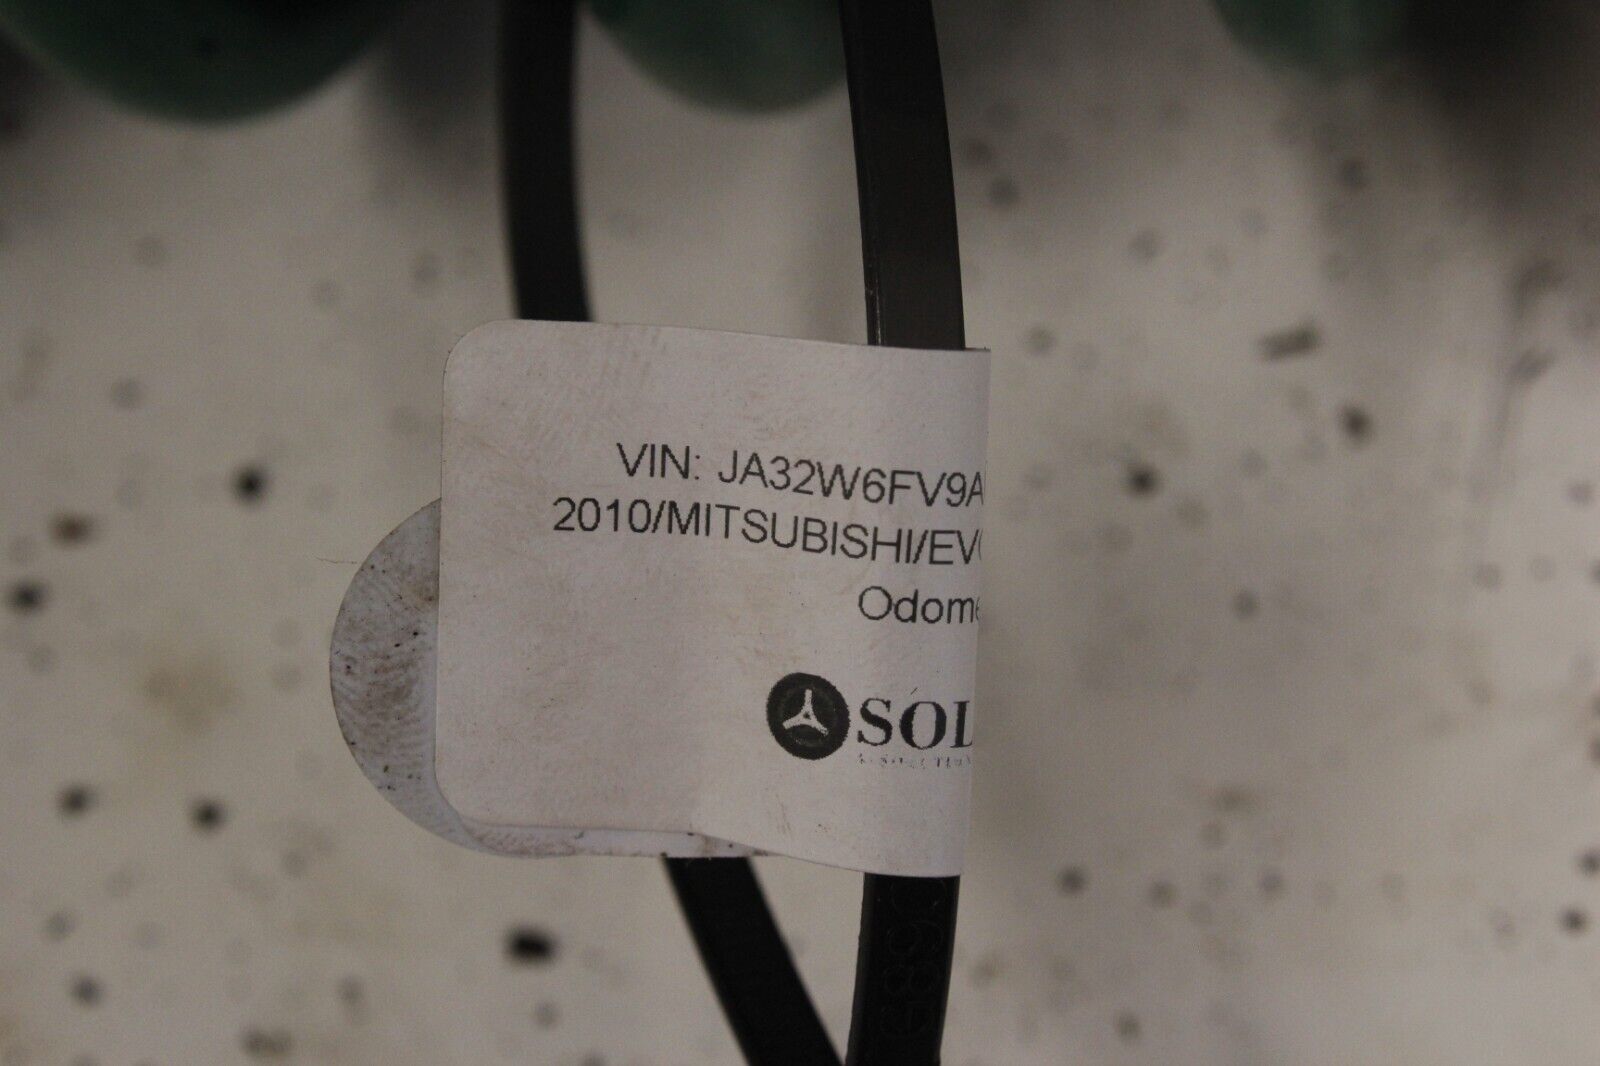 VIN: JA32W6FV9A
2010/MITSUBISHI/EV
Odome
SOL